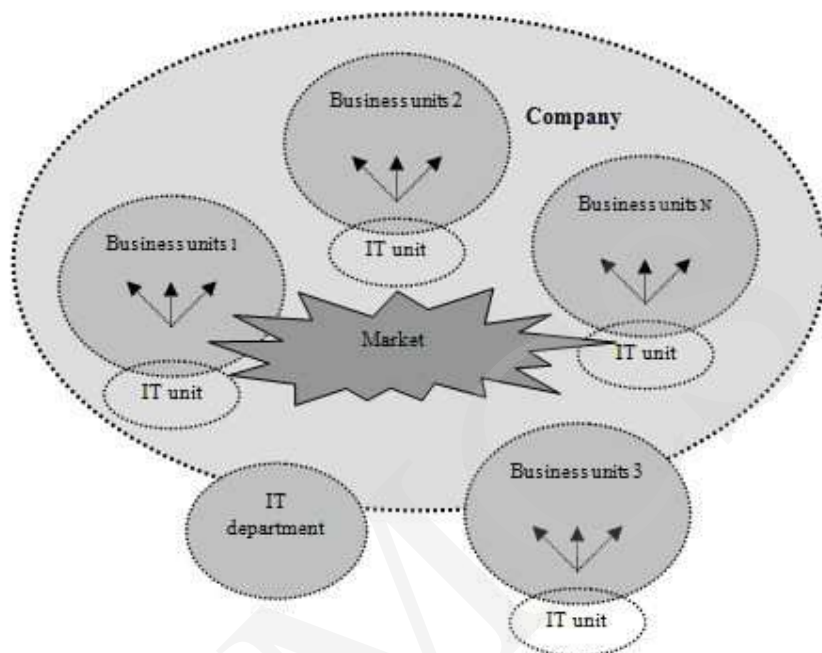 Business units 2
Company
Business units N
Business units 1
IT unit
Market
IT unit
IT unit
Business units 3
IT
department
IT unit